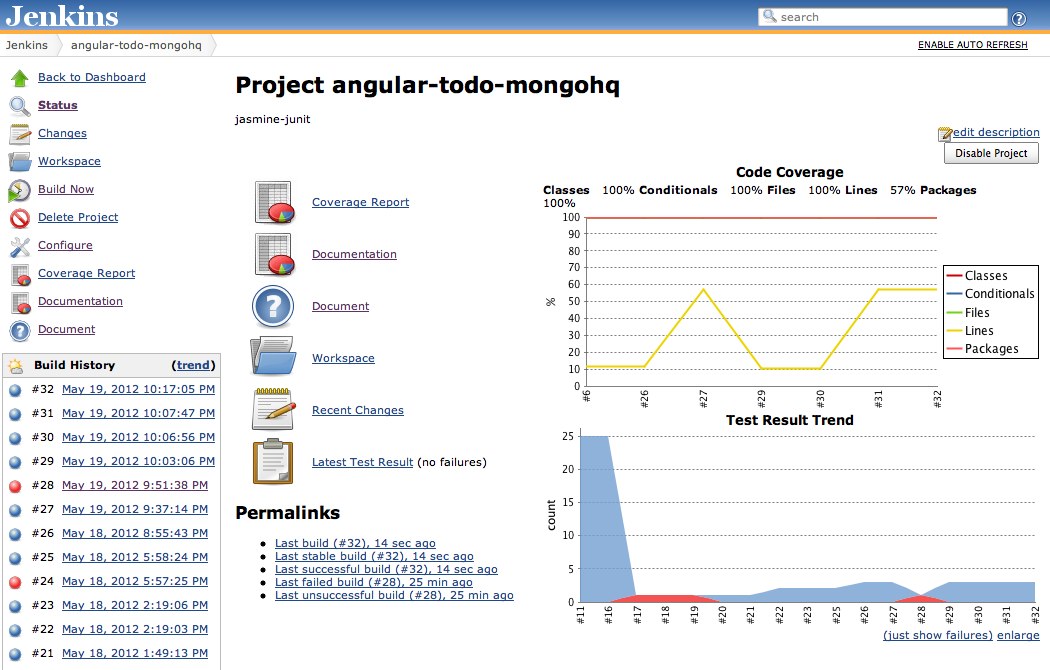 Jenkins
search
?
Jenkins
angular-todo-mongohq
ENABLE AUTO REFRESH
Back to Dashboard
Status
Changes
Workspace
Build Now
Delete Project
Configure
Coverage Report
Documentation
Document
Build History (trend)
#32 May 19, 2012 10:17:05 PM
#31 May 19, 2012 10:07:47 PM
#30 May 19, 2012 10:06:56 PM
#29 May 19, 2012 10:03:06 PM
#28 May 19, 2012 9:51:38 PM
#27 May 19, 2012 9:37:14 PM
#26 May 18, 2012 8:55:43 PM
#25 May 18, 2012 5:58:24 PM
#24 May 18, 2012 5:57:25 PM
#23 May 18, 2012 2:19:06 PM
#22 May 18, 2012 2:19:03 PM
#21 May 18, 2012 1:49:13 PM
Project angular-todo-mongohq
jasmine-junit
edit description
Disable Project
Coverage Report
Documentation
Document
Workspace
Recent Changes
Latest Test Result (no failures)
Permalinks
Last build (#32), 14 sec ago
Last stable build (#32), 14 sec ago
Last successful build (#32), 14 sec ago
Last failed build (#28), 25 min ago
Last unsuccessful build (#28), 25 min ago
Code Coverage
Classes 100% Conditionals 100% Files 100% Lines 57% Packages
100%
100
90
80
70
60
50
40
30
20
10
0
%
#6 #26 #27 #29 #30 #31 #32
Classes
Conditionals
Files
Lines
Packages
Test Result Trend
25
20
15
10
5
0
count
#11 #16 #17 #18 #19 #20 #21 #22 #23 #25 #26 #27 #28 #29 #30 #31 #32
(just show failures) enlarge